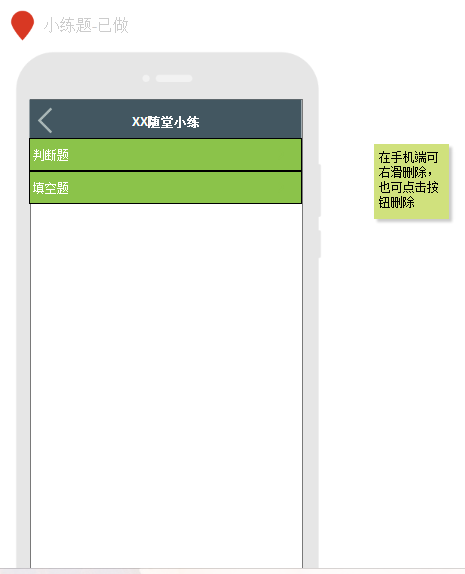 小练题-已做
XX随堂小练
判断题
填空题
在手机端可
右滑删除，
也可点击按
钮删除